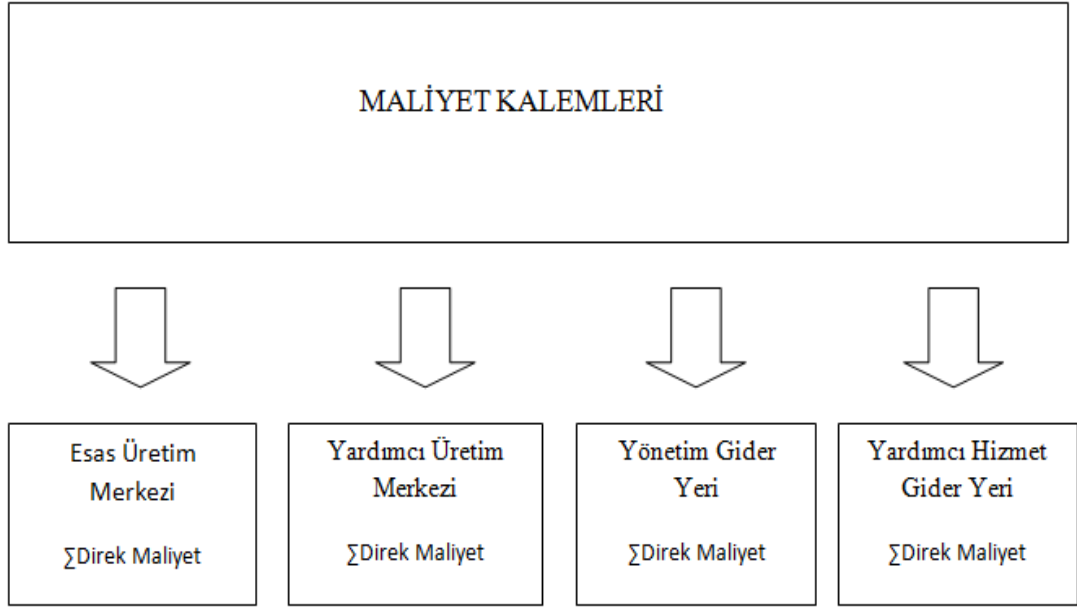 MALİYET KALEMLERİ
Esas Üretim
Merkezi
∑Direk Maliyet
Yardımcı Üretim
Merkezi
∑Direk Maliyet
Yönetim Gider
Yeri
∑Direk Maliyet
Yardımcı Hizmet
Gider Yeri
∑Direk Maliyet